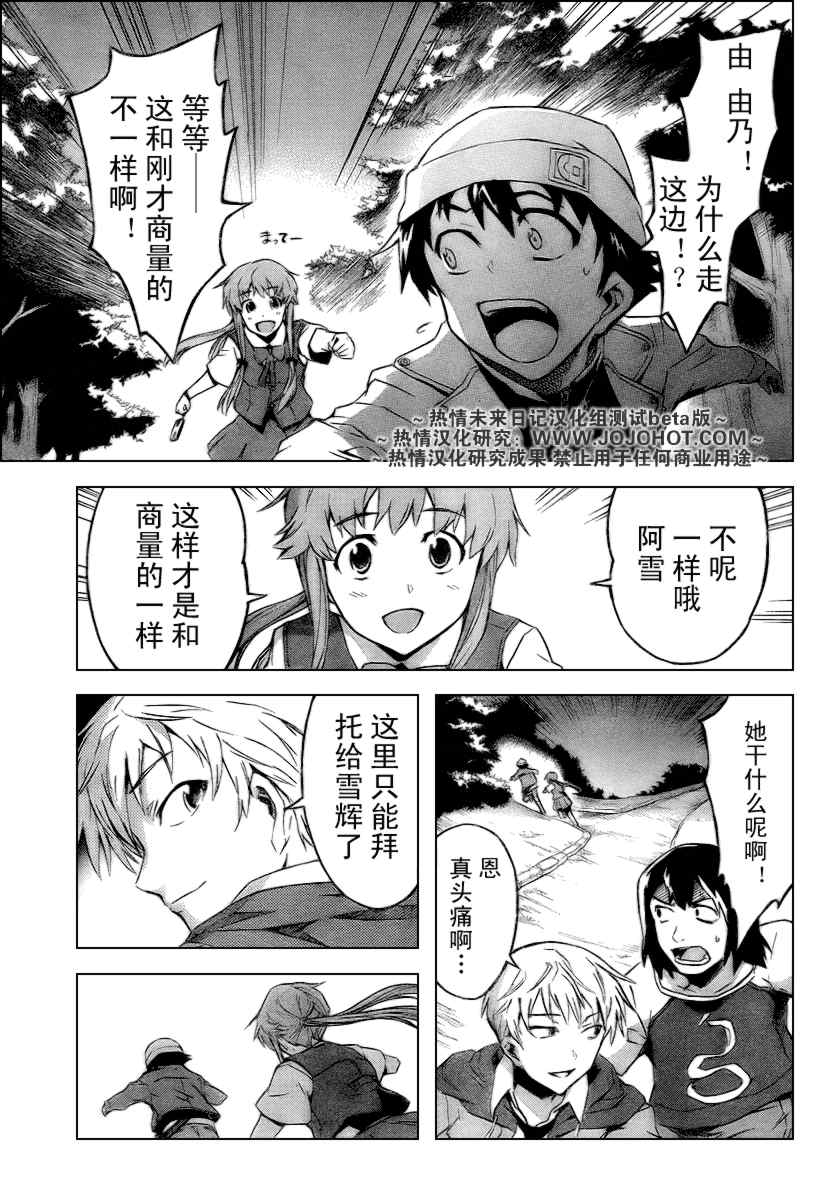 由 由乃！
为什么走
这边！？
等等——
这和刚才商量的
不一样啊！
まってー
～热情未来日记汉化组测试beta版～
～热情汉化研究：WWW.JOJOHOT.COM～
～热情汉化研究成果 禁止用于任何商业用途～
不呢
一样哦
阿雪
这样才是和
商量的一样
她干什么呢啊！
恩
真头痛啊…
这里只能拜
托给雪辉了